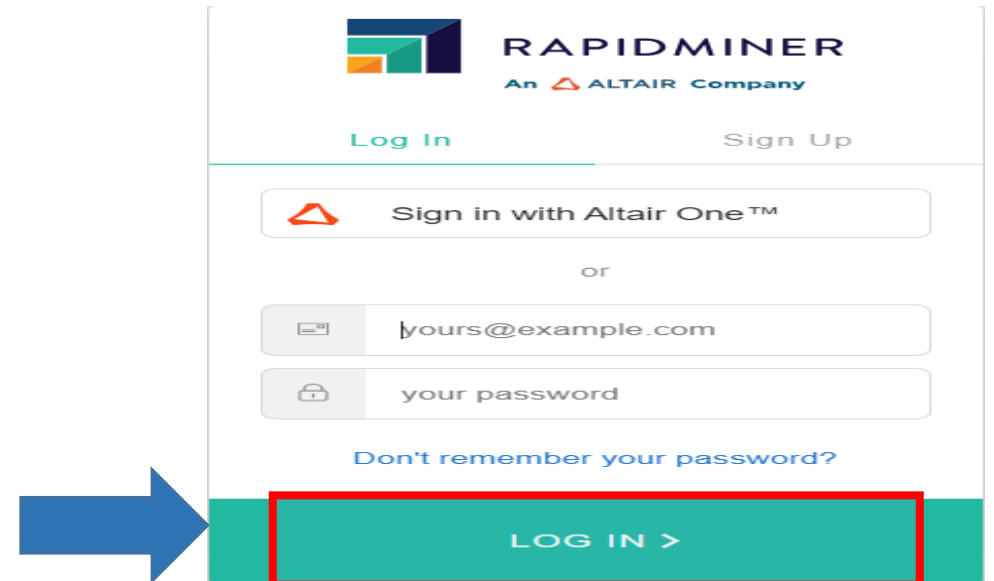 RAPIDMINER
An ALTAIR Company
Log In
Sign Up
Sign in with Altair One™
or
yours@example.com
your password
Don't remember your password?
LOG IN >